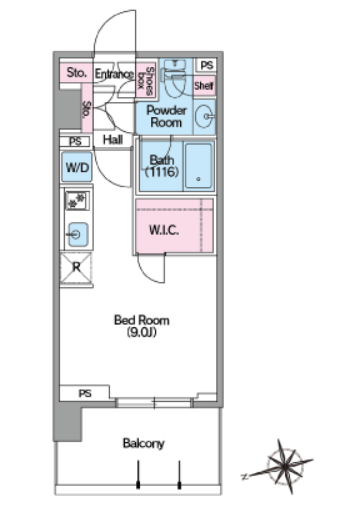 Sto.
Entrance
Shoes
box
PS
Shelf
Sto.
Powder
Room
PS
Hall
W/D
Bath
(1116)
W.I.C.
R
Bed Room
(9.0J)
PS
Balcony
N